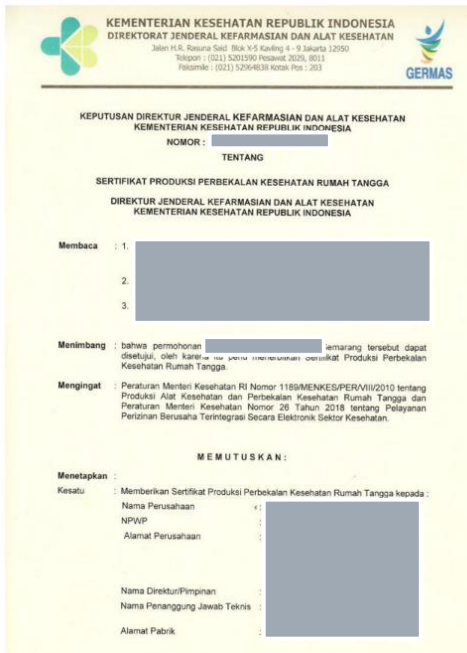 KEMENTERIAN KESEHATAN REPUBLIK INDONESIA
DIREKTORAT JENDERAL KEFARMASIAN DAN ALAT KESEHATAN
Jalan H.R. Rasuna Said Blok X-5 Kavling 4 - 9 Jakarta 12950
Telepon : (021) 5201590 Pesawat 2029, 8011
Faksimile : (021) 52964838 Kotak Pos : 203
GERMAS
KEPUTUSAN DIREKTUR JENDERAL KEFARMASIAN DAN ALAT KESEHATAN
KEMENTERIAN KESEHATAN REPUBLIK INDONESIA
NOMOR :
TENTANG
SERTIFIKAT PRODUKSI PERBEKALAN KESEHATAN RUMAH TANGGA
DIREKTUR JENDERAL KEFARMASIAN DAN ALAT KESEHATAN
KEMENTERIAN KESEHATAN REPUBLIK INDONESIA
Membaca : 1.
2.
3.
Menimbang : bahwa permohonan Semarang tersebut dapat
disetujui, oleh karena itu perlu menerbitkan Sertifikat Produksi Perbekalan
Kesehatan Rumah Tangga.
Mengingat : Peraturan Menteri Kesehatan RI Nomor 1189/MENKES/PER/VIII/2010 tentang
Produksi Alat Kesehatan dan Perbekalan Kesehatan Rumah Tangga dan
Peraturan Menteri Kesehatan Nomor 26 Tahun 2018 tentang Pelayanan
Perizinan Berusaha Terintegrasi Secara Elektronik Sektor Kesehatan.
MEMUTUSKAN:
Menetapkan :
Kesatu : Memberikan Sertifikat Produksi Perbekalan Kesehatan Rumah Tangga kepada :
Nama Perusahaan :
NPWP :
Alamat Perusahaan :
Nama Direktur/Pimpinan :
Nama Penanggung Jawab Teknis :
Alamat Pabrik :